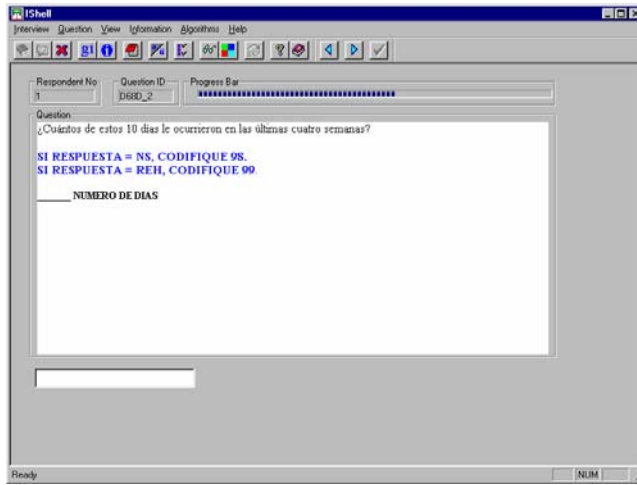 IShell
Interview Question View Information Algorithms Help
g1
Respondent No
Question ID
Progress Bar
1
D68D_2
Question
¿Cuántos de estos 10 días le ocurrieron en las últimas cuatro semanas?
SI RESPUESTA = NS, CODIFIQUE 98.
SI RESPUESTA = REH, CODIFIQUE 99.
______ NUMERO DE DIAS
Ready
NUM